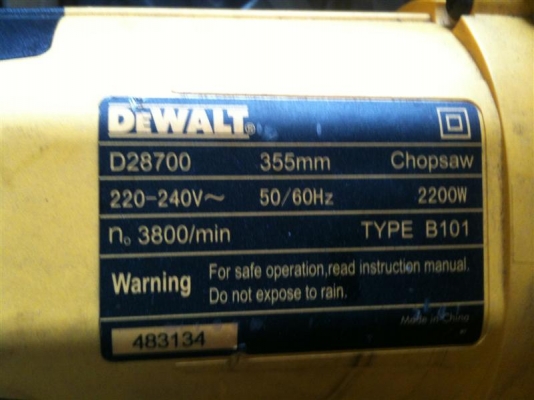 DEWALT®
D28700 355mm Chopsaw
220-240V~ 50/60Hz 2200W
n₀ 3800/min TYPE B101
Warning For safe operation,read instruction manual.
Do not expose to rain.
Made in China
483134